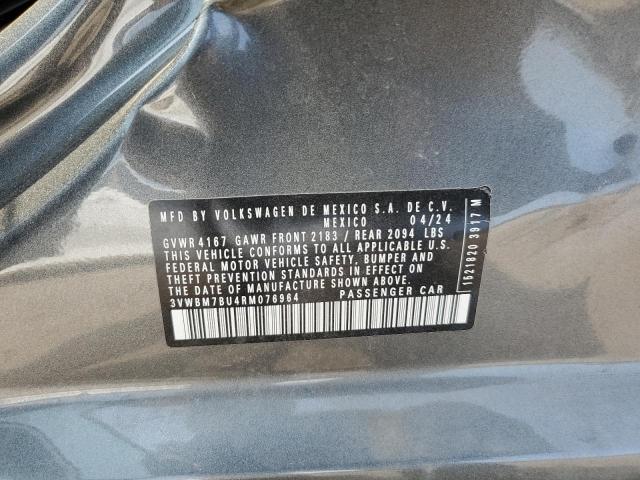 MFD BY VOLKSWAGEN DE MEXICO S.A. DE C.V.
MEXICO 04/24
GVWR 4167 GAWR FRONT 2183 / REAR 2094 LBS
THIS VEHICLE CONFORMS TO ALL APPLICABLE U.S.
FEDERAL MOTOR VEHICLE SAFETY, BUMPER AND
THEFT PREVENTION STANDARDS IN EFFECT ON
THE DATE OF MANUFACTURE SHOWN ABOVE.
3VWBM7BU4RM076964 PASSENGER CAR
1521820 3917 M